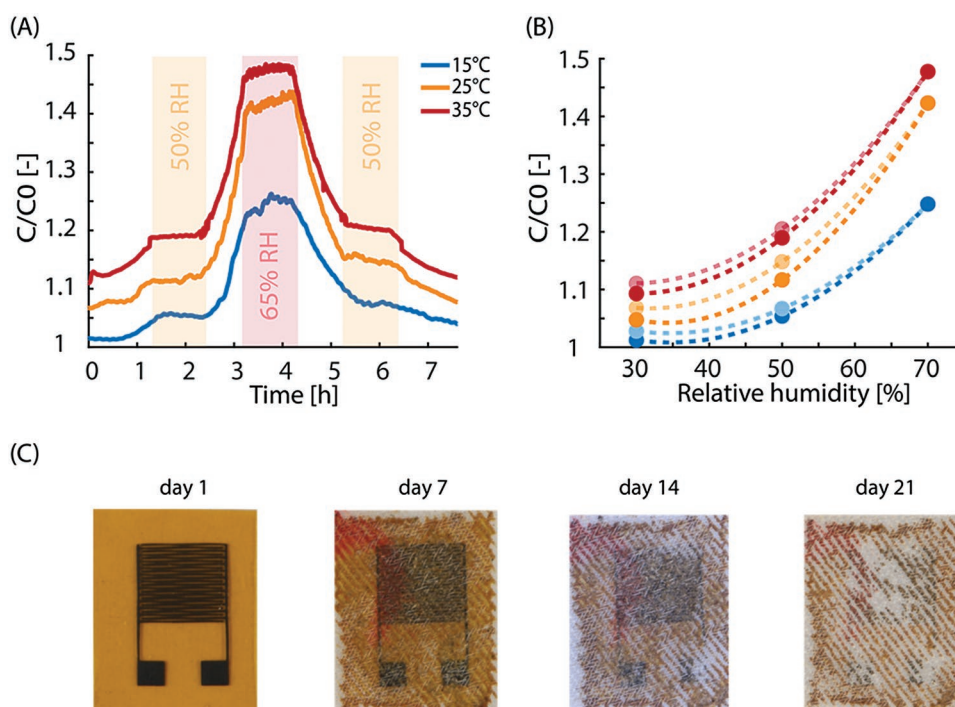 (A)
1.5
1.4
1.3
1.2
1.1
1
C/C0 [-]
50% RH
65% RH
50% RH
15°C
25°C
35°C
0 1 2 3 4 5 6 7
Time [h]
(B)
1.5
1.4
1.3
1.2
1.1
1
C/C0 [-]
30 40 50 60 70
Relative humidity [%]
(C)
day 1 day 7 day 14 day 21